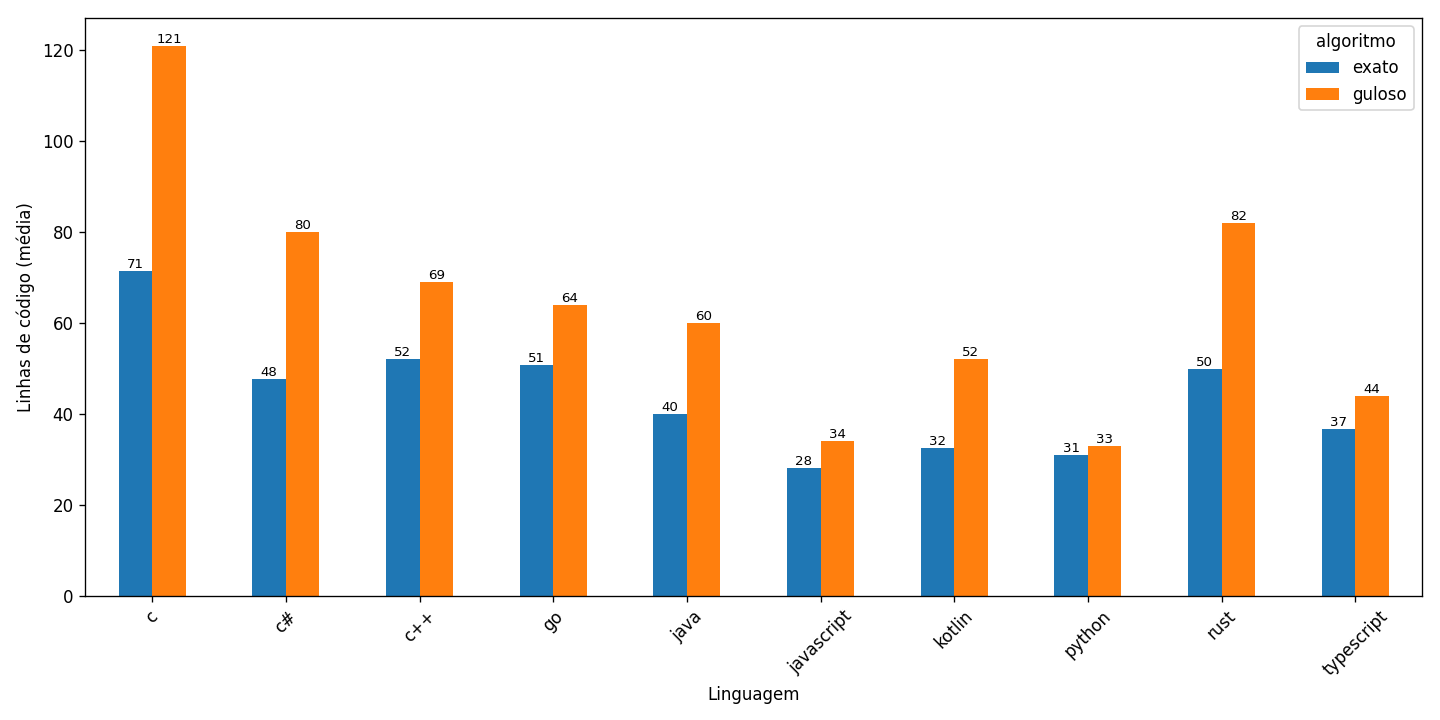 algoritmo
exato
guloso
Linhas de código (média)
120
100
80
60
40
20
0
71
121
48
80
52
69
51
64
40
60
28
34
32
52
31
33
50
82
37
44
c
c#
c++
go
java
javascript
kotlin
python
rust
typescript
Linguagem